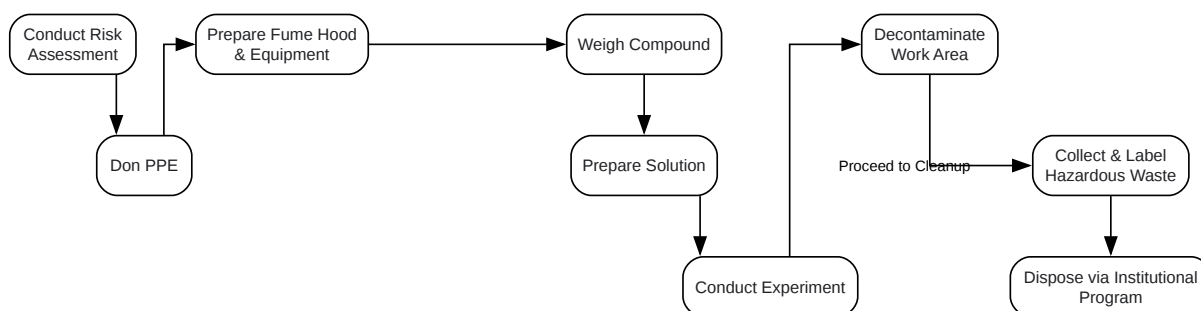 Conduct Risk
Assessment
Don PPE
Prepare Fume Hood
& Equipment
Weigh Compound
Prepare Solution
Conduct Experiment
Decontaminate
Work Area
Proceed to Cleanup
Collect & Label
Hazardous Waste
Dispose via Institutional
Program